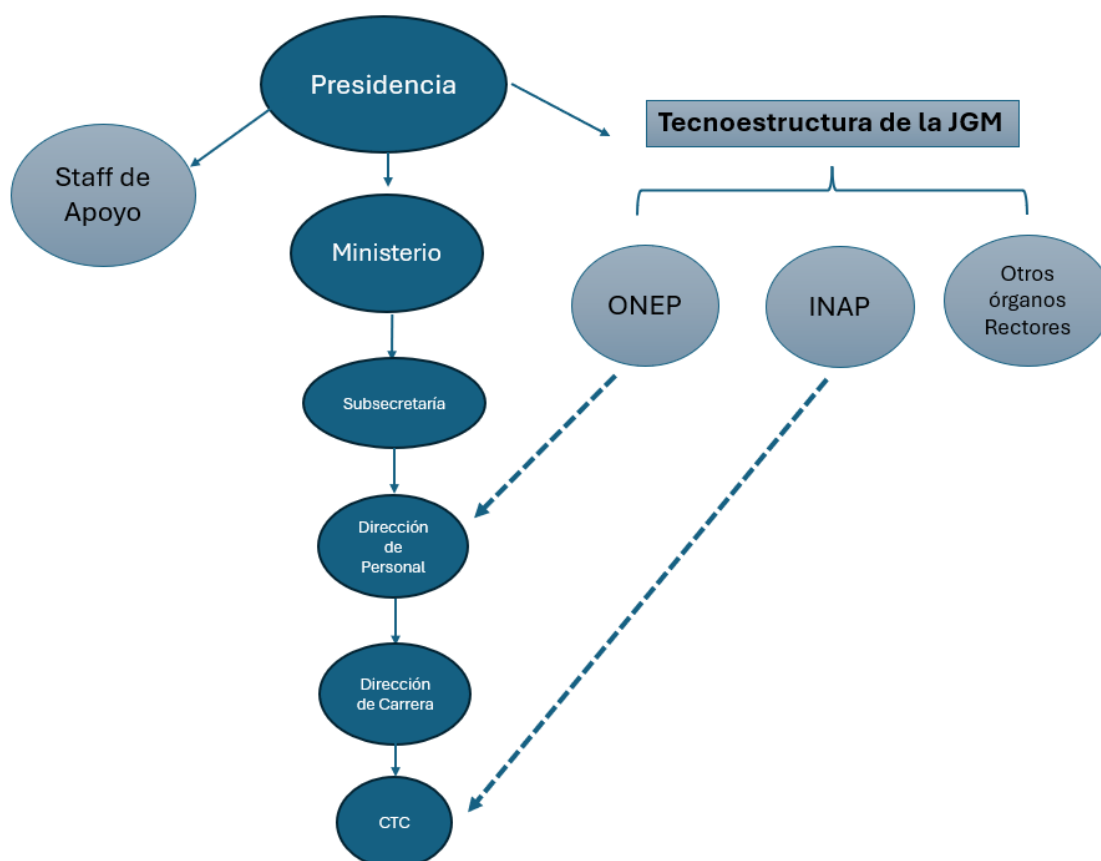 Presidencia
Tecnoestructura de la JGM
Staff de
Apoyo
Ministerio
ONEP
INAP
Otros
órganos
Rectores
Subsecretaría
Dirección
de
Personal
Dirección
de Carrera
CTC